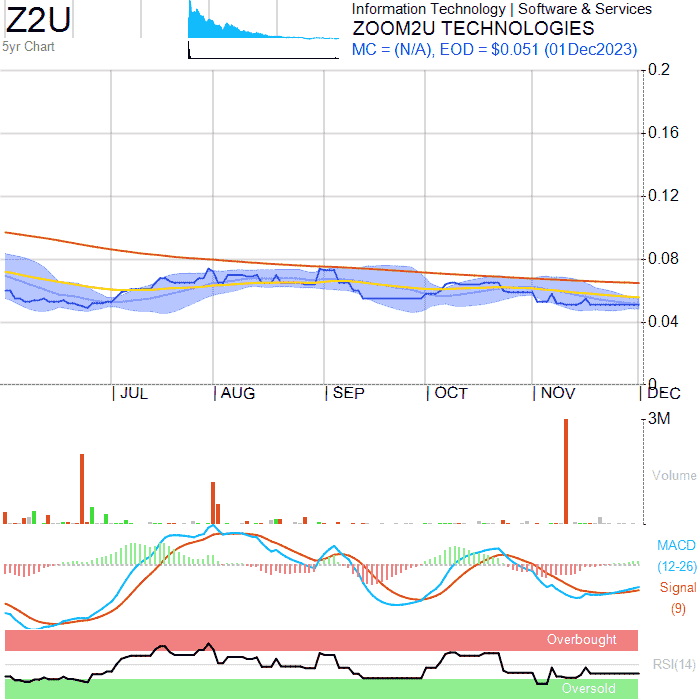 Z2U
5yr Chart
Information Technology | Software & Services
ZOOM2U TECHNOLOGIES
MC = (N/A), EOD = $0.051 (01Dec2023)
0.2
0.16
0.12
0.08
0.04
0
JUL AUG SEP OCT NOV DEC
3M
Volume
MACD
(12-26)
Signal
(9)
Overbought
RSI(14)
Oversold